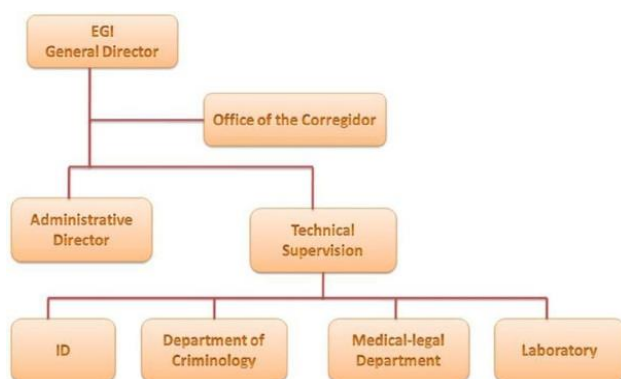 EGI
General Director
Office of the Corregidor
Administrative
Director
Technical
Supervision
ID
Department of
Criminology
Medical-legal
Department
Laboratory